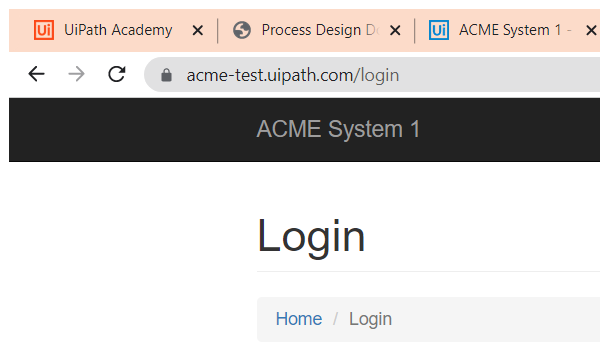 Ui UiPath Academy Process Design D Ui ACME System 1 -
acme-test.uipath.com/login
ACME System 1
Login
Home / Login